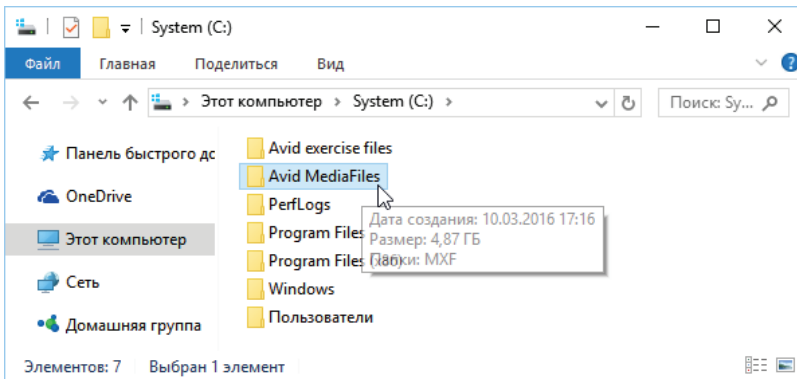 System (C:)
Файл Главная Поделиться Вид
Этот компьютер > System (C:) >
Поиск: Sy...
Панель быстрого дс
OneDrive
Этот компьютер
Сеть
Домашняя группа
Avid exercise files
Avid MediaFiles
PerfLogs
Program Files
Program Files (x86)
Windows
Пользователи
Дата создания: 10.03.2016 17:16
Размер: 4,87 ГБ
Папки: MXF
Элементов: 7 Выбран 1 элемент